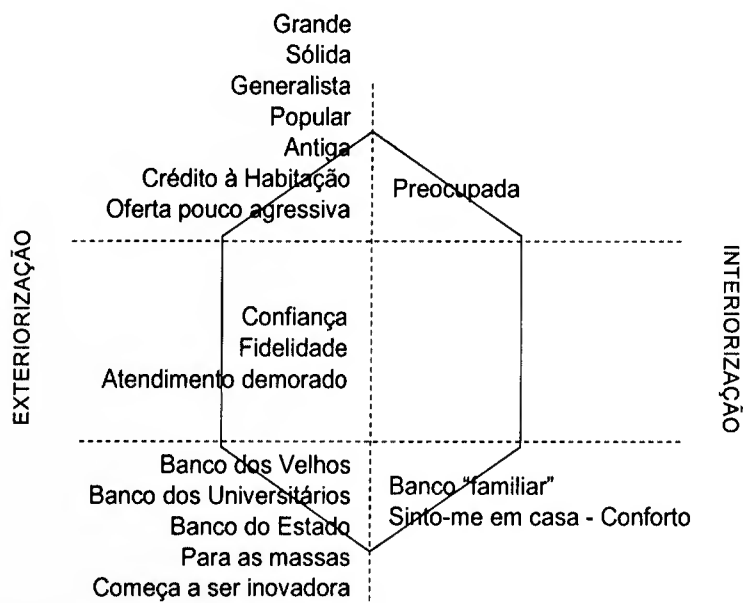 Grande
Sólida
Generalista
Popular
Antiga
Crédito à Habitação
Oferta pouco agressiva
Preocupada
EXTERIORIZAÇÃO
Confiança
Fidelidade
Atendimento demorado
INTERIORIZAÇÃO
Banco dos Velhos
Banco dos Universitários
Banco do Estado
Para as massas
Começa a ser inovadora
Banco “familiar”
Sinto-me em casa - Conforto